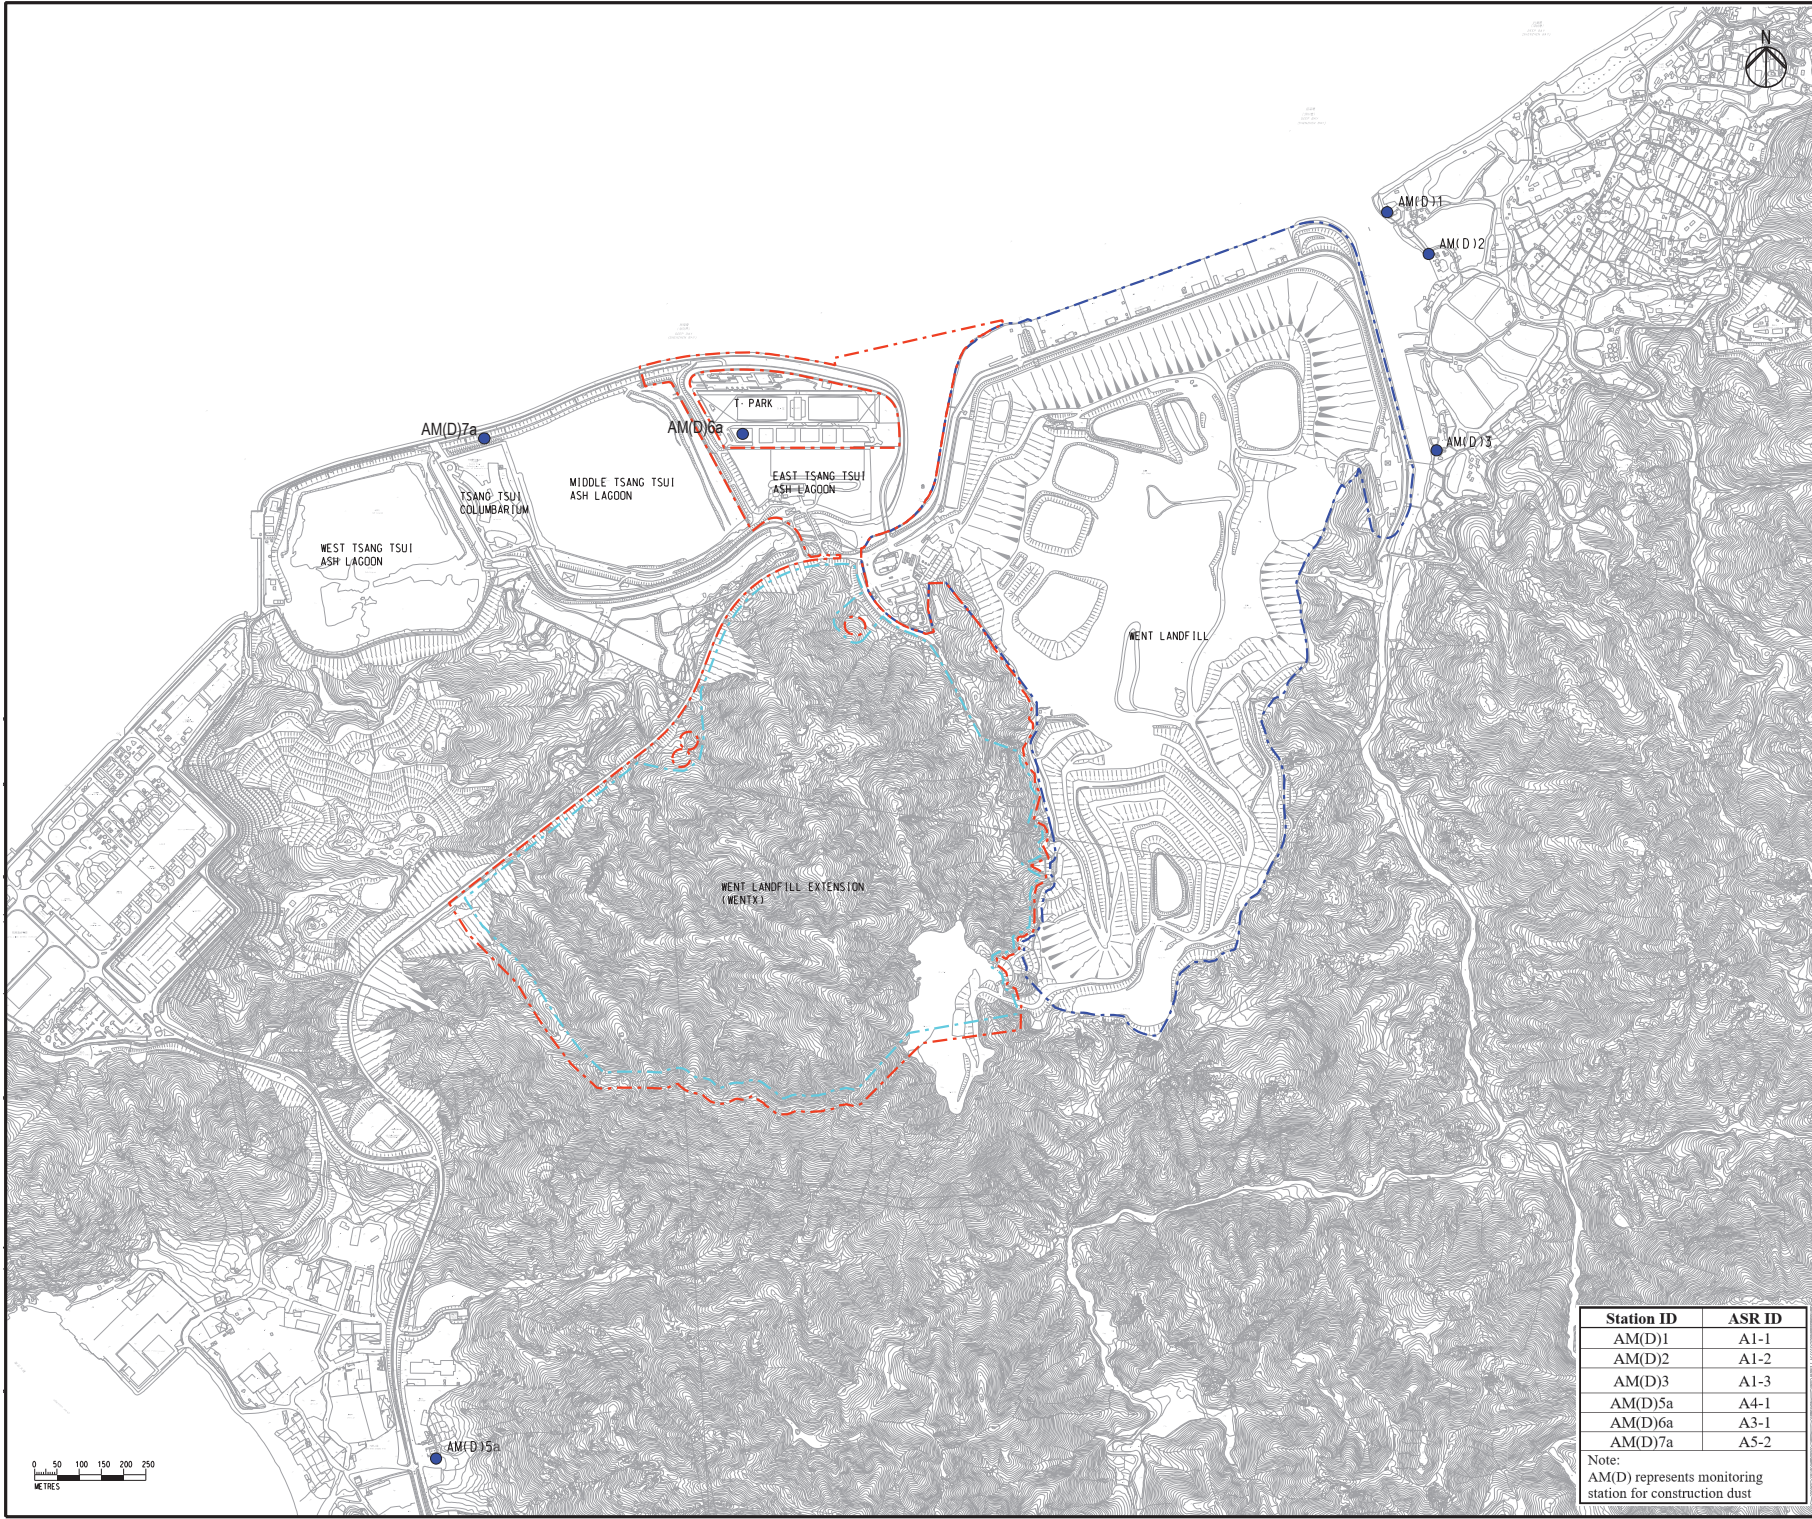 N
AM(D)1
AM(D)2
T· PARK
AM(D)7a
AM(D)6a
AM(D)3
EAST TSANG TSUI
ASH LAGOON
MIDDLE TSANG TSUI
ASH LAGOON
TSANG TSUI
COLUMBARIUM
WEST TSANG TSUI
ASH LAGOON
WENT LANDFILL
WENT LANDFILL EXTENSION
(WENTX)
AM(D)5a
0 50 100 150 200 250
METRES
Station ID ASR ID
AM(D)1 A1-1
AM(D)2 A1-2
AM(D)3 A1-3
AM(D)5a A4-1
AM(D)6a A3-1
AM(D)7a A5-2
Note:
AM(D) represents monitoring
station for construction dust